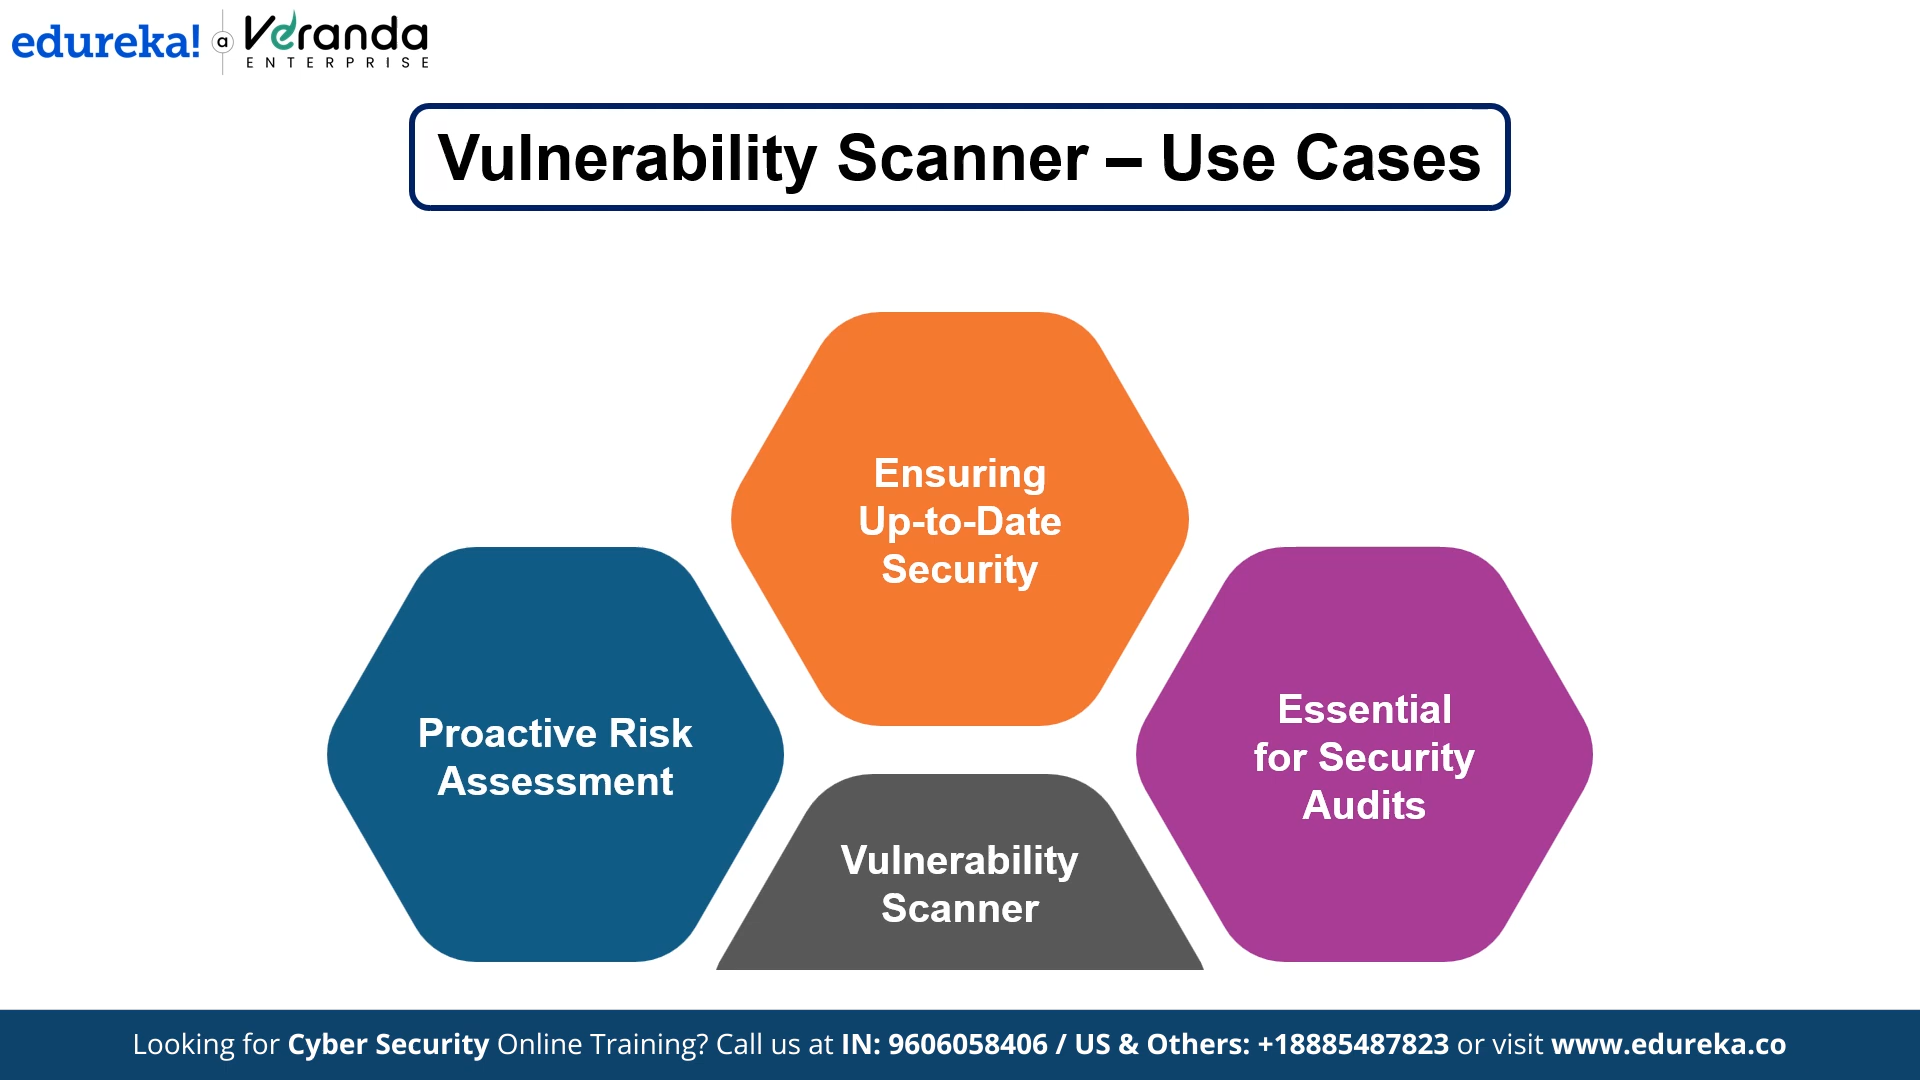 edureka! a Veranda
ENTERPRISE
Vulnerability Scanner – Use Cases
Ensuring
Up-to-Date
Security
Proactive Risk
Assessment
Essential
for Security
Audits
Vulnerability
Scanner
Looking for Cyber Security Online Training? Call us at IN: 9606058406 / US & Others: +18885487823 or visit www.edureka.co